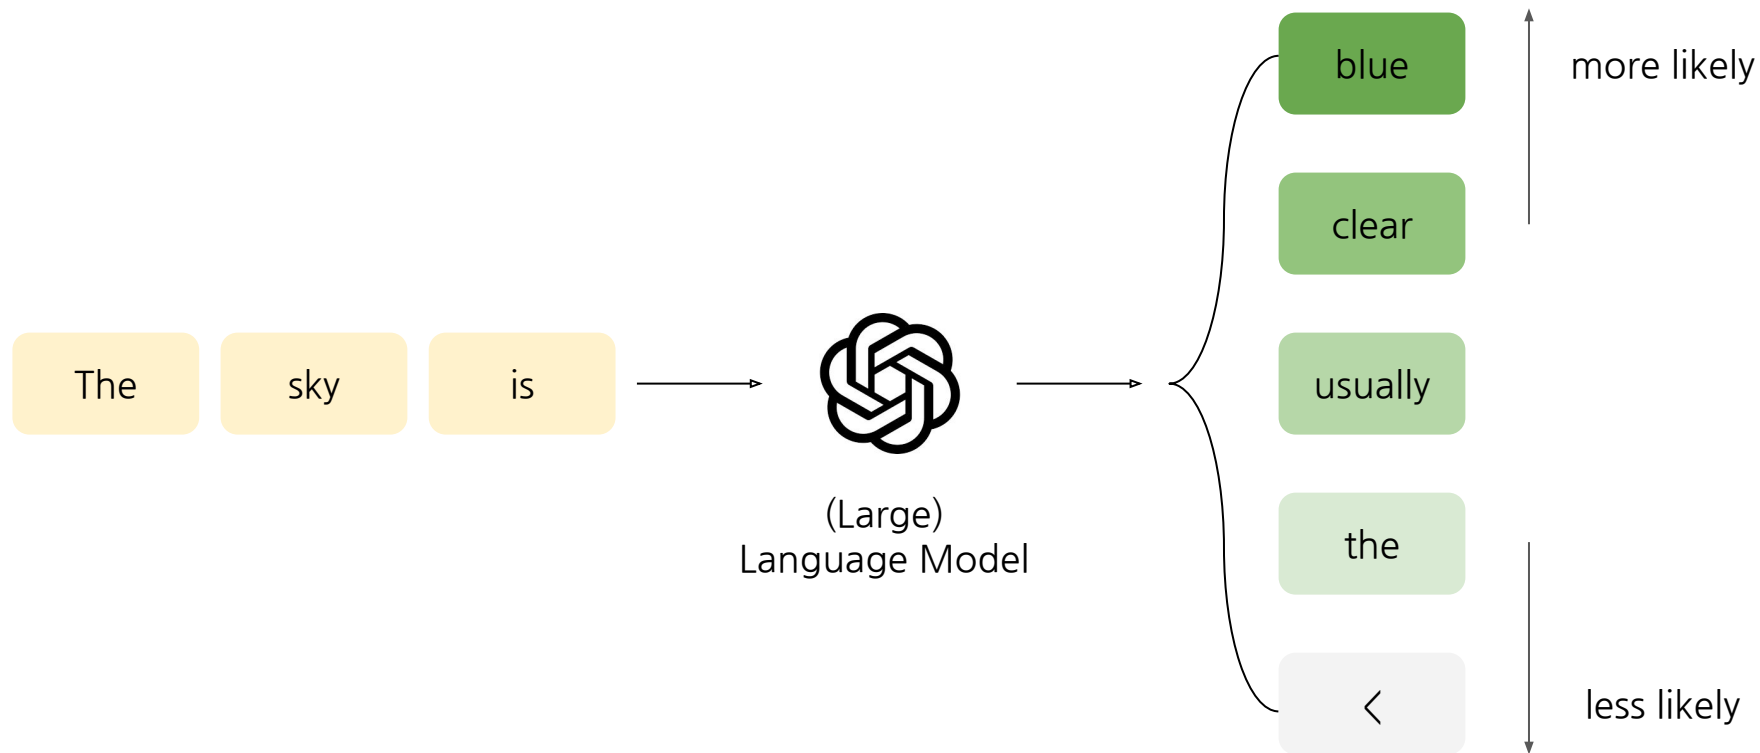 The sky is
(Large)
Language Model
blue
more likely
clear
usually
the
<
less likely